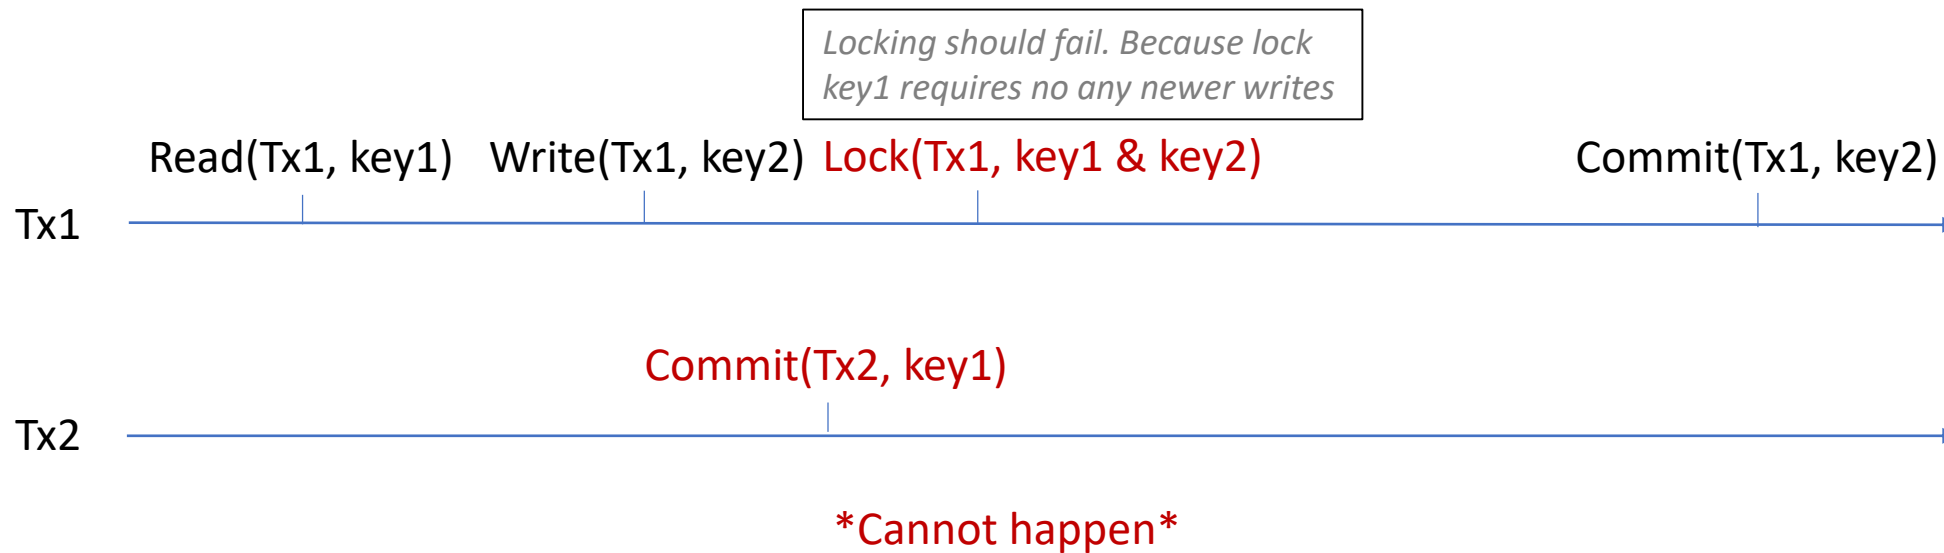 Locking should fail. Because lock
key1 requires no any newer writes
Read(Tx1, key1) Write(Tx1, key2) Lock(Tx1, key1 & key2) Commit(Tx1, key2)
Tx1
Commit(Tx2, key1)
Tx2
*Cannot happen*